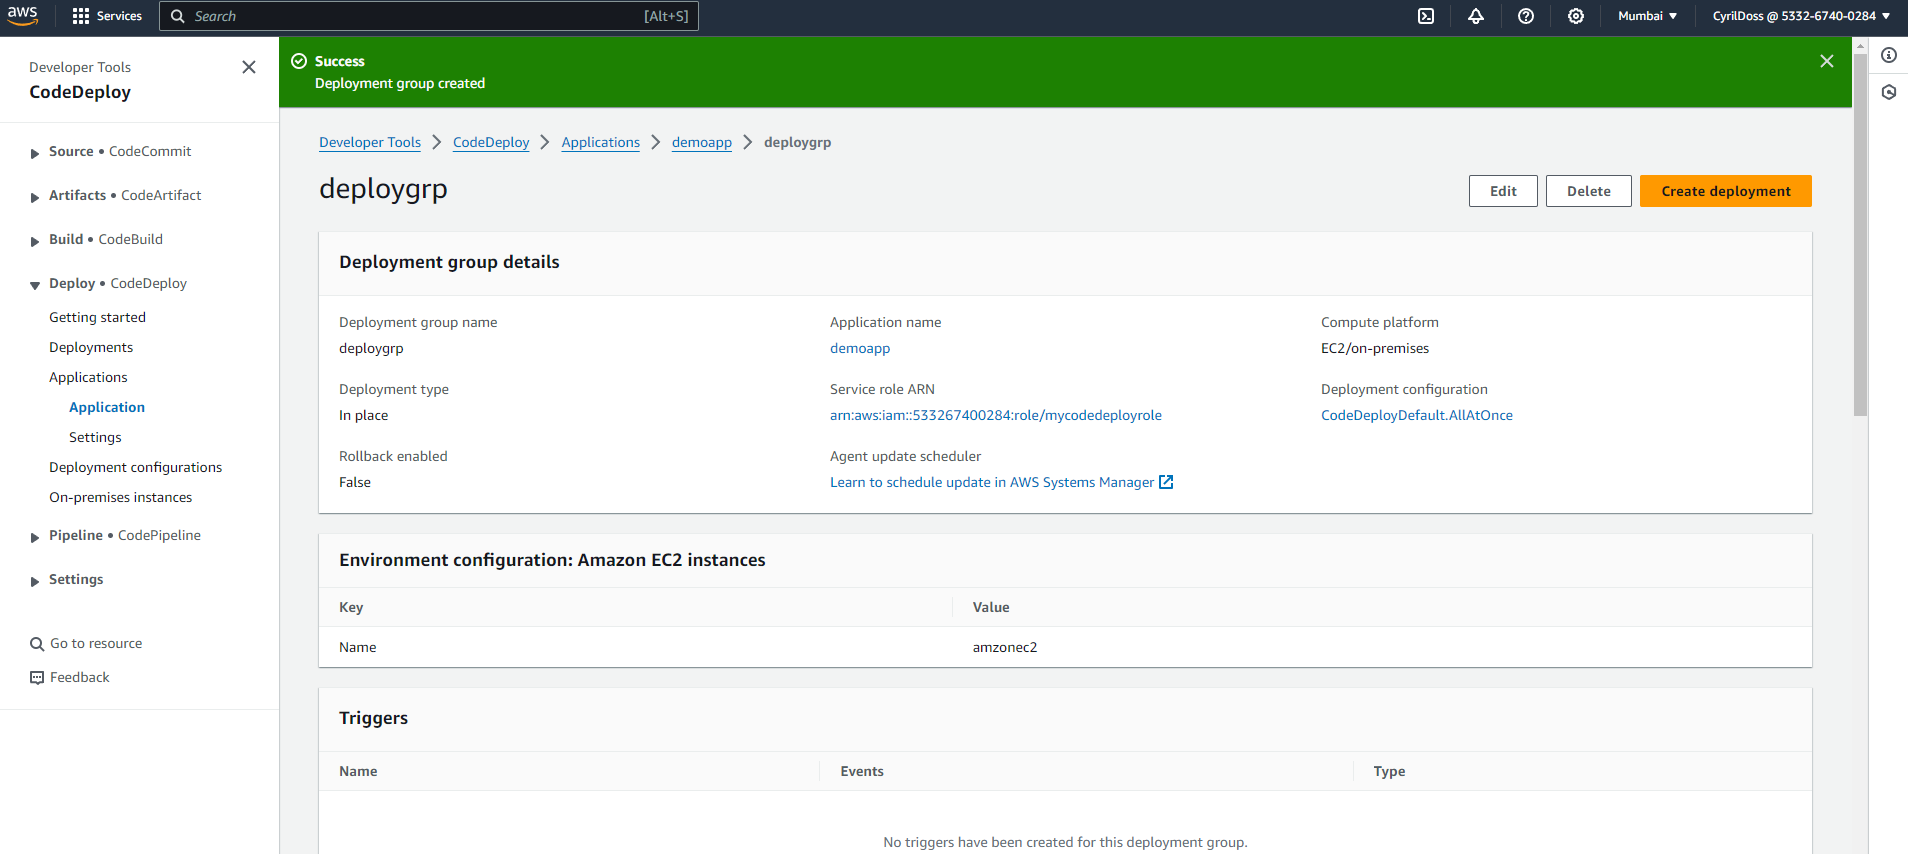 aws
Services
Search [Alt+S]
Mumbai
CyrilDoss @ 5332-6740-0284
Developer Tools
CodeDeploy
Source • CodeCommit
Artifacts • CodeArtifact
Build • CodeBuild
Deploy • CodeDeploy
Getting started
Deployments
Applications
Application
Settings
Deployment configurations
On-premises instances
Pipeline • CodePipeline
Settings
Go to resource
Feedback
Success
Deployment group created
Developer Tools > CodeDeploy > Applications > demoapp > deploygrp
deploygrp
Edit
Delete
Create deployment
Deployment group details
Deployment group name
deploygrp
Application name
demoapp
Compute platform
EC2/on-premises
Deployment type
In place
Service role ARN
arn:aws:iam::533267400284:role/mycodedeployrole
Deployment configuration
CodeDeployDefault.AllAtOnce
Rollback enabled
False
Agent update scheduler
Learn to schedule update in AWS Systems Manager
Environment configuration: Amazon EC2 instances
Key Value
Name amzonec2
Triggers
Name Events Type
No triggers have been created for this deployment group.